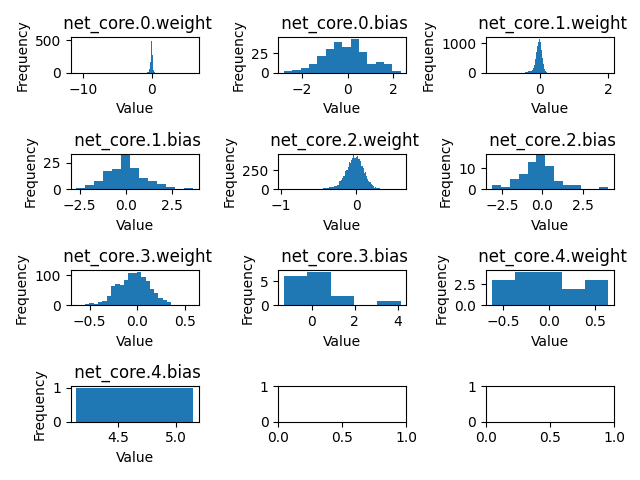 net_core.0.weight
Frequency
500
0
−10
0
Value
net_core.0.bias
Frequency
25
0
−2
0
2
Value
net_core.1.weight
Frequency
1000
0
0
2
Value
net_core.1.bias
Frequency
25
0
−2.5
0.0
2.5
Value
net_core.2.weight
Frequency
250
0
−1
0
Value
net_core.2.bias
Frequency
10
0
−2.5
0.0
2.5
Value
net_core.3.weight
Frequency
100
0
−0.5
0.0
0.5
Value
net_core.3.bias
Frequency
5
0
0
2
4
Value
net_core.4.weight
Frequency
2.5
0.0
−0.5
0.0
0.5
Value
net_core.4.bias
Frequency
1
0
4.5
5.0
Value
1
0
0.0
0.5
1.0
1
0
0.0
0.5
1.0